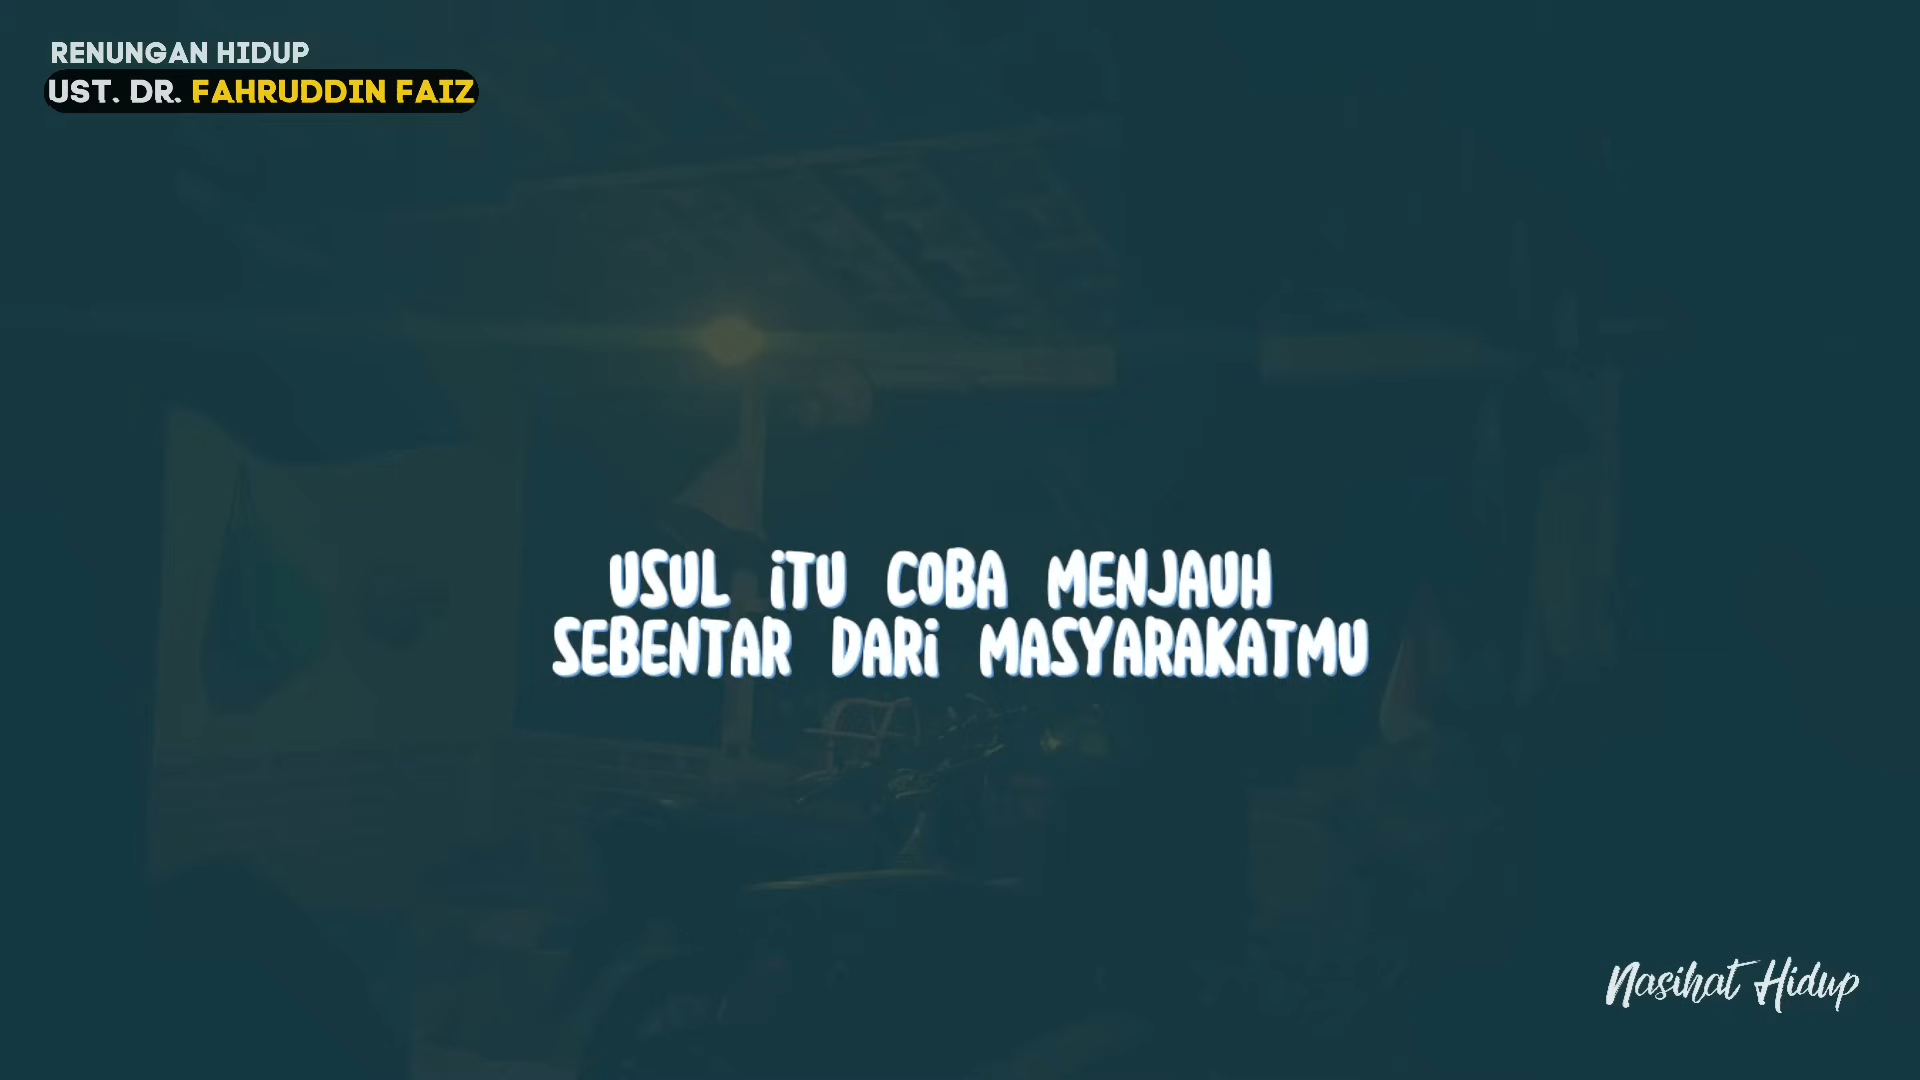 RENUNGAN HIDUP
UST. DR. FAHRUDDIN FAIZ
USUL iTU COBA MENJAUH
SEBENTAR DARi MASYARAKATMU
Nasihat Hidup